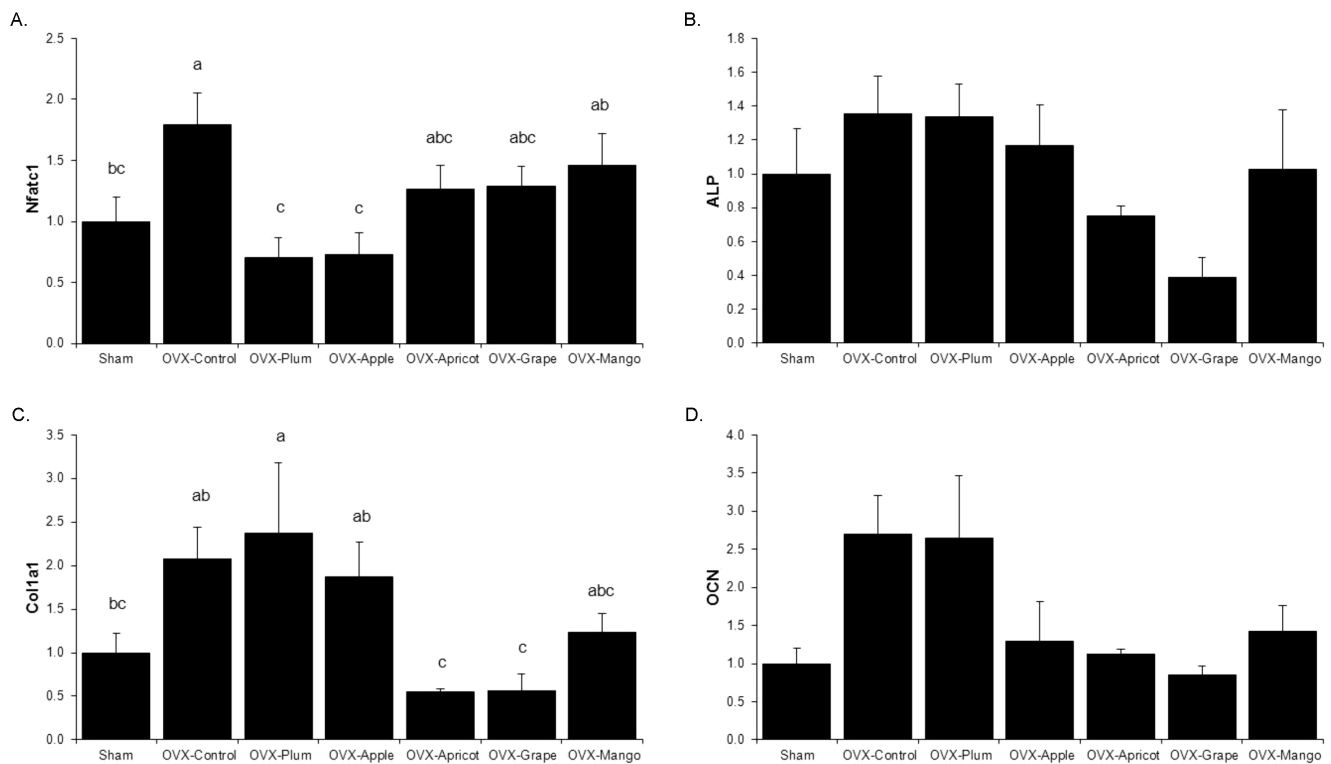 A.
Nfatc1
2.5
2.0
1.5
1.0
0.5
0.0
bc
a
c
c
abc
abc
ab
Sham OVX-Control OVX-Plum OVX-Apple OVX-Apricot OVX-Grape OVX-Mango
B.
ALP
1.8
1.6
1.4
1.2
1.0
0.8
0.6
0.4
0.2
0.0
Sham OVX-Control OVX-Plum OVX-Apple OVX-Apricot OVX-Grape OVX-Mango
C.
Col1a1
3.5
3.0
2.5
2.0
1.5
1.0
0.5
0.0
bc
ab
a
ab
c
c
abc
Sham OVX-Control OVX-Plum OVX-Apple OVX-Apricot OVX-Grape OVX-Mango
D.
OCN
4.0
3.5
3.0
2.5
2.0
1.5
1.0
0.5
0.0
Sham OVX-Control OVX-Plum OVX-Apple OVX-Apricot OVX-Grape OVX-Mango